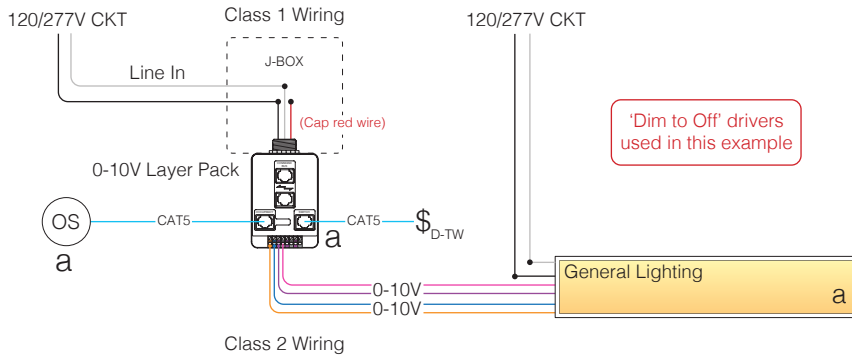 120/277V CKT
Class 1 Wiring
120/277V CKT
J-BOX
Line In
(Cap red wire)
'Dim to Off' drivers
used in this example
0-10V Layer Pack
OS
CAT5
CAT5
$D-TW
a
a
General Lighting
a
0-10V
0-10V
Class 2 Wiring